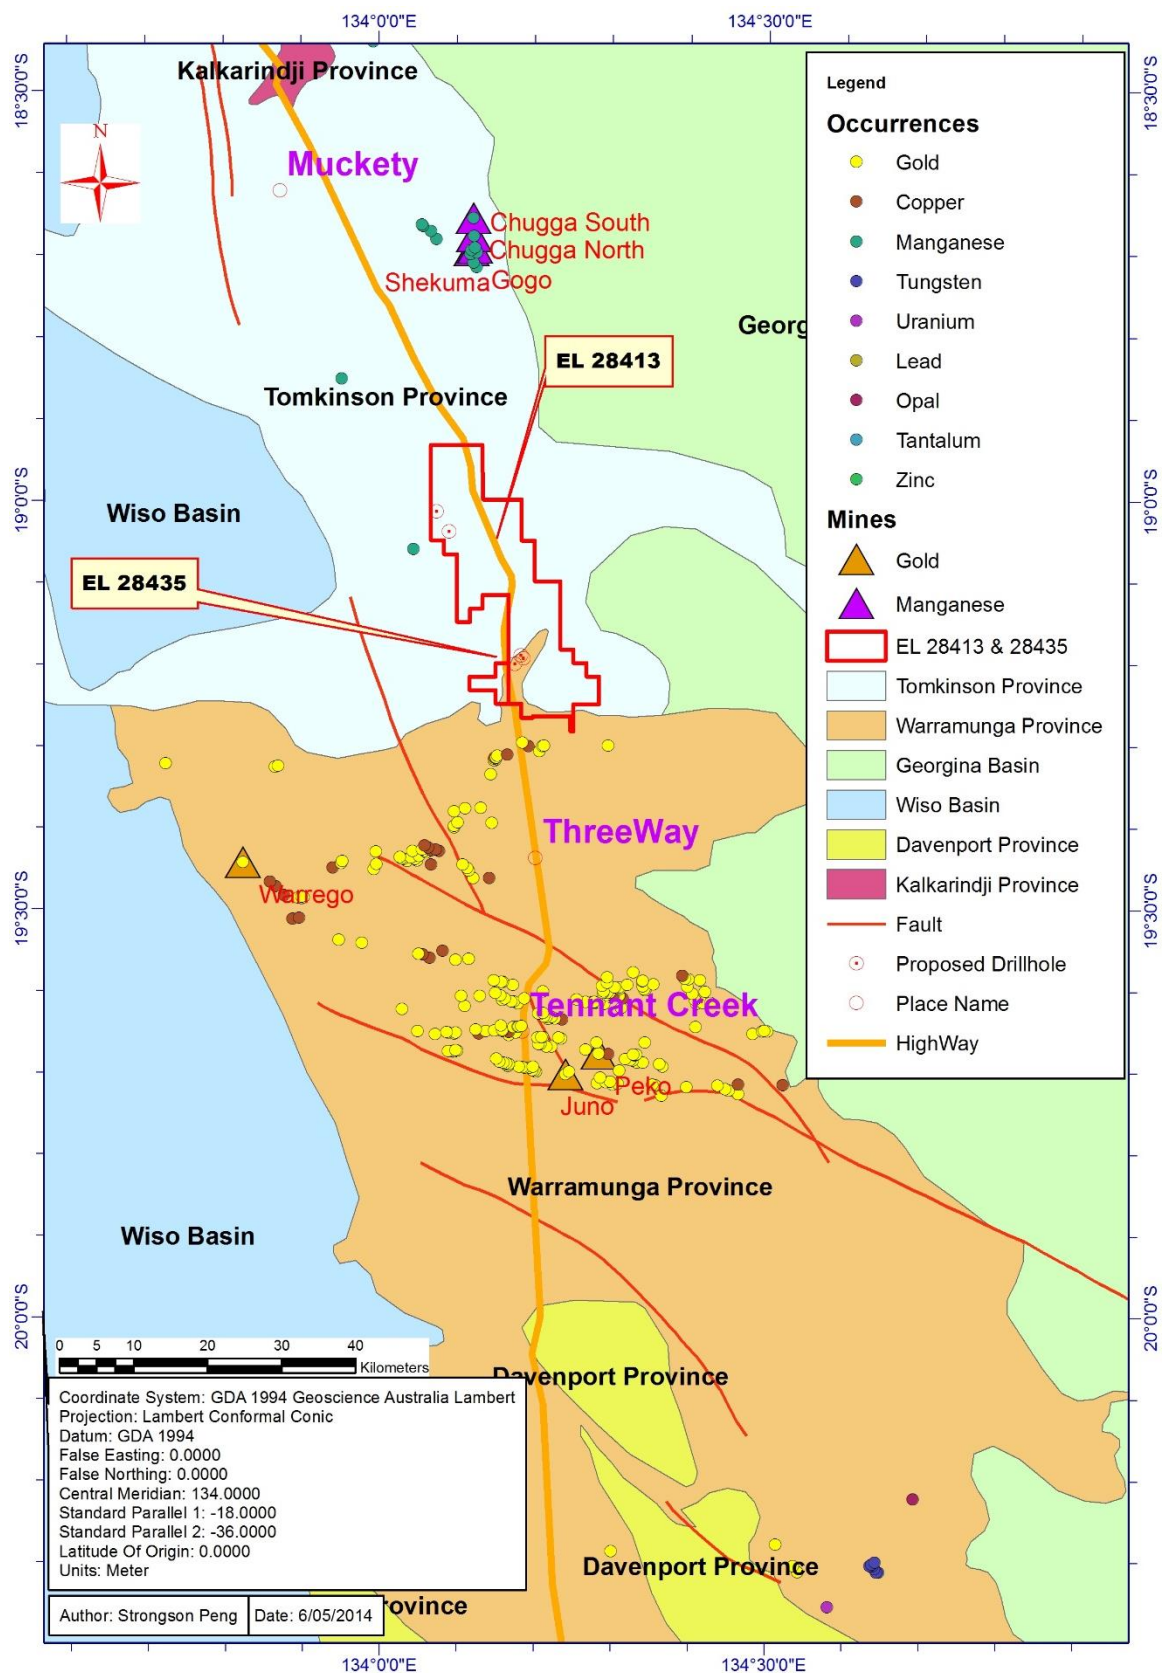 134°0'0"E
134°30'0"E
18°30'0"S
18°30'0"S
Kalkarindji Province
N
Muckety
Chugga South
Chugga North
Shekuma
Gogo
Georg
EL 28413
Tomkinson Province
19°0'0"S
19°0'0"S
Wiso Basin
EL 28435
ThreeWay
Warrego
19°30'0"S
19°30'0"S
Tennant Creek
Peko
Juno
Warramunga Province
Wiso Basin
20°0'0"S
20°0'0"S
Davenport Province
Davenport Province
rovince
Legend
Occurrences
Gold
Copper
Manganese
Tungsten
Uranium
Lead
Opal
Tantalum
Zinc
Mines
Gold
Manganese
EL 28413 & 28435
Tomkinson Province
Warramunga Province
Georgina Basin
Wiso Basin
Davenport Province
Kalkarindji Province
Fault
Proposed Drillhole
Place Name
HighWay
0 5 10 20 30 40
Kilometers
Coordinate System: GDA 1994 Geoscience Australia Lambert
Projection: Lambert Conformal Conic
Datum: GDA 1994
False Easting: 0.0000
False Northing: 0.0000
Central Meridian: 134.0000
Standard Parallel 1: -18.0000
Standard Parallel 2: -36.0000
Latitude Of Origin: 0.0000
Units: Meter
Author: Strongson Peng Date: 6/05/2014
134°0'0"E
134°30'0"E